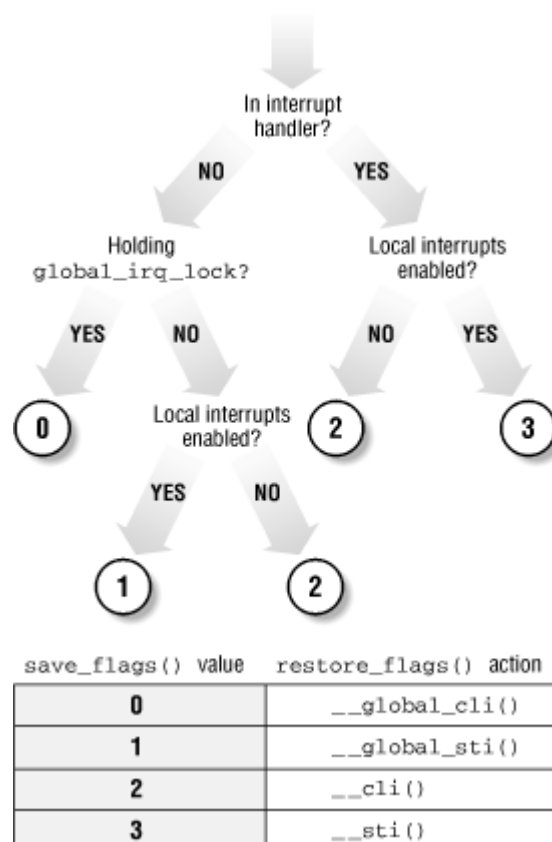 In interrupt
handler?
NO
YES
Holding
global_irq_lock?
Local interrupts
enabled?
YES
NO
NO
YES
0
Local interrupts
enabled?
2
3
YES
NO
1
2
save_flags() value
restore_flags() action
0
__global_cli()
1
__global_sti()
2
__cli()
3
__sti()